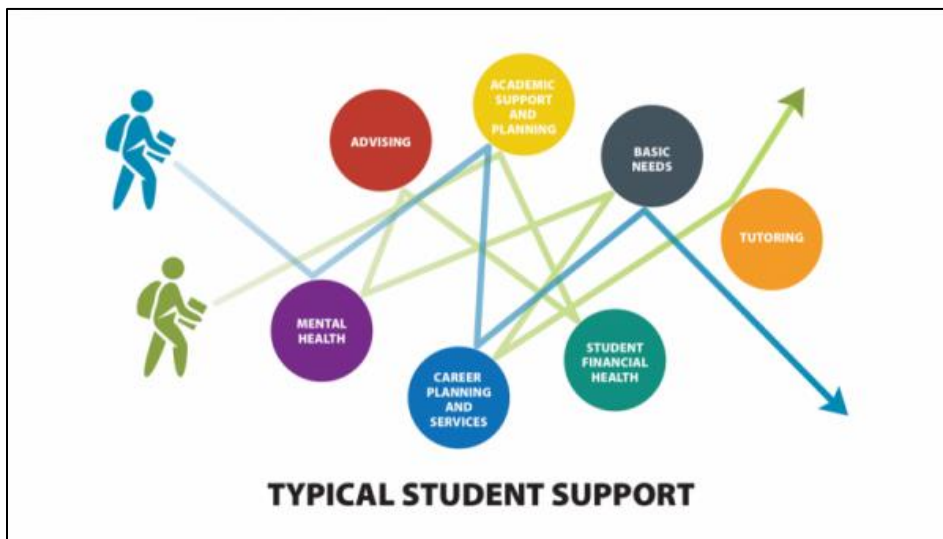 ACADEMIC
SUPPORT
AND
PLANNING
ADVISING
BASIC
NEEDS
TUTORING
MENTAL
HEALTH
STUDENT
FINANCIAL
HEALTH
CAREER
PLANNING
AND
SERVICES
TYPICAL STUDENT SUPPORT